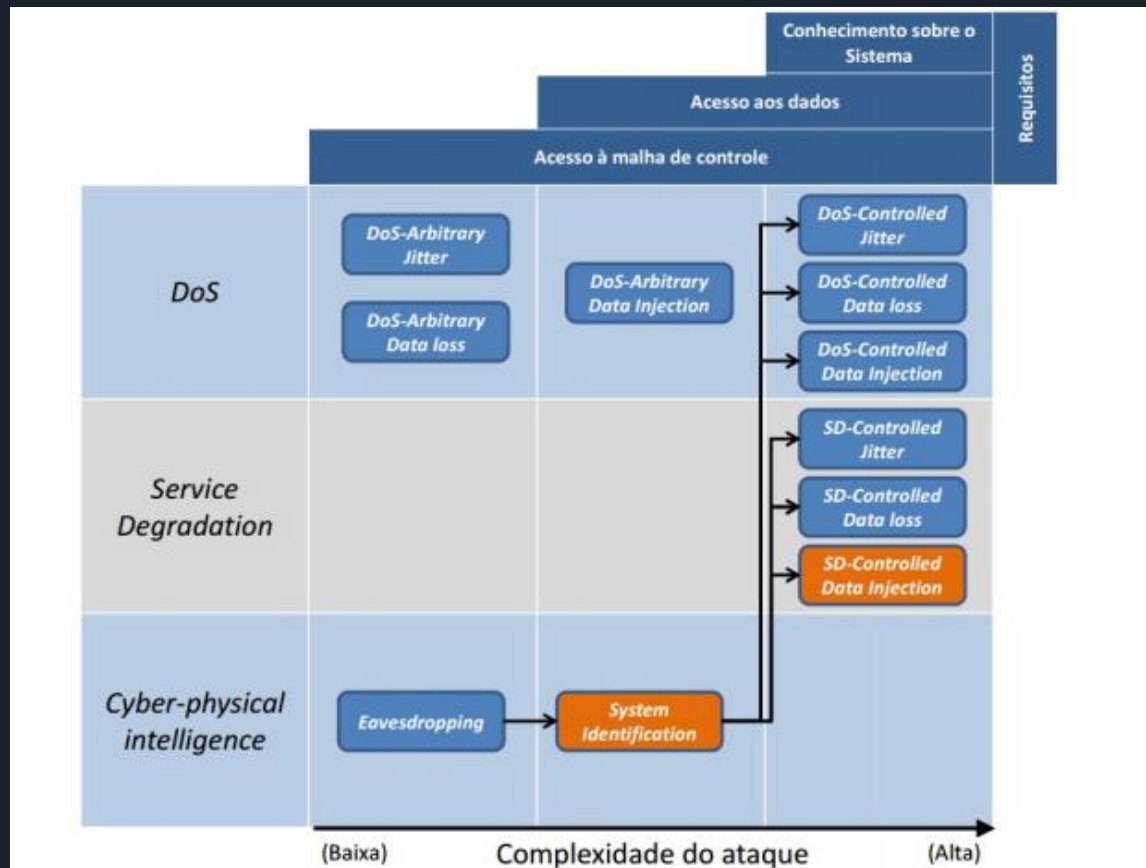 Conhecimento sobre o
Sistema
Requisitos
Acesso aos dados
Acesso à malha de controle
DoS
DoS-Arbitrary
Jitter
DoS-Arbitrary
Data loss
DoS-Arbitrary
Data Injection
DoS-Controlled
Jitter
DoS-Controlled
Data loss
DoS-Controlled
Data Injection
Service
Degradation
SD-Controlled
Jitter
SD-Controlled
Data loss
SD-Controlled
Data Injection
Cyber-physical
intelligence
Eavesdropping
System
Identification
(Baixa)
Complexidade do ataque
(Alta)